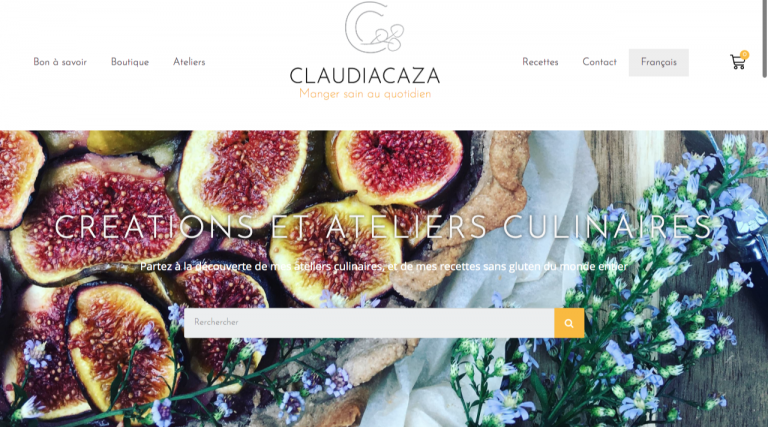 Bon à savoir
Boutique
Ateliers
CLAUDIACAZA
Manger sain au quotidien
Recettes
Contact
Français
0
CREATIONS ET ATELIERS CULINAIRES
Partez à la découverte de mes ateliers culinaires, et de mes recettes sans gluten du monde entier
Rerchercher